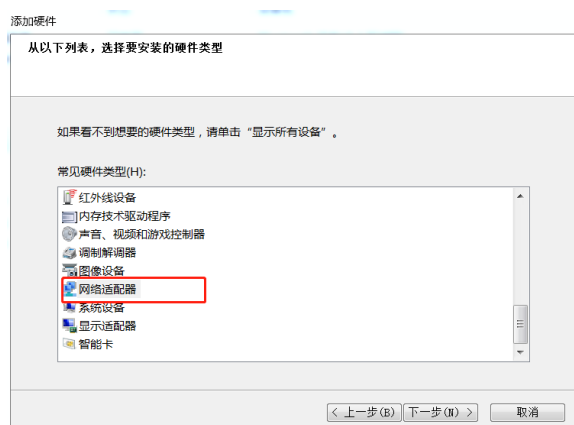 添加硬件
从以下列表，选择要安装的硬件类型
如果看不到想要的硬件类型，请单击“显示所有设备”。
常见硬件类型(H):
红外线设备
内存技术驱动程序
声音、视频和游戏控制器
调制解调器
图像设备
网络适配器
系统设备
显示适配器
智能卡
< 上一步(B) 下一步(N) > 取消